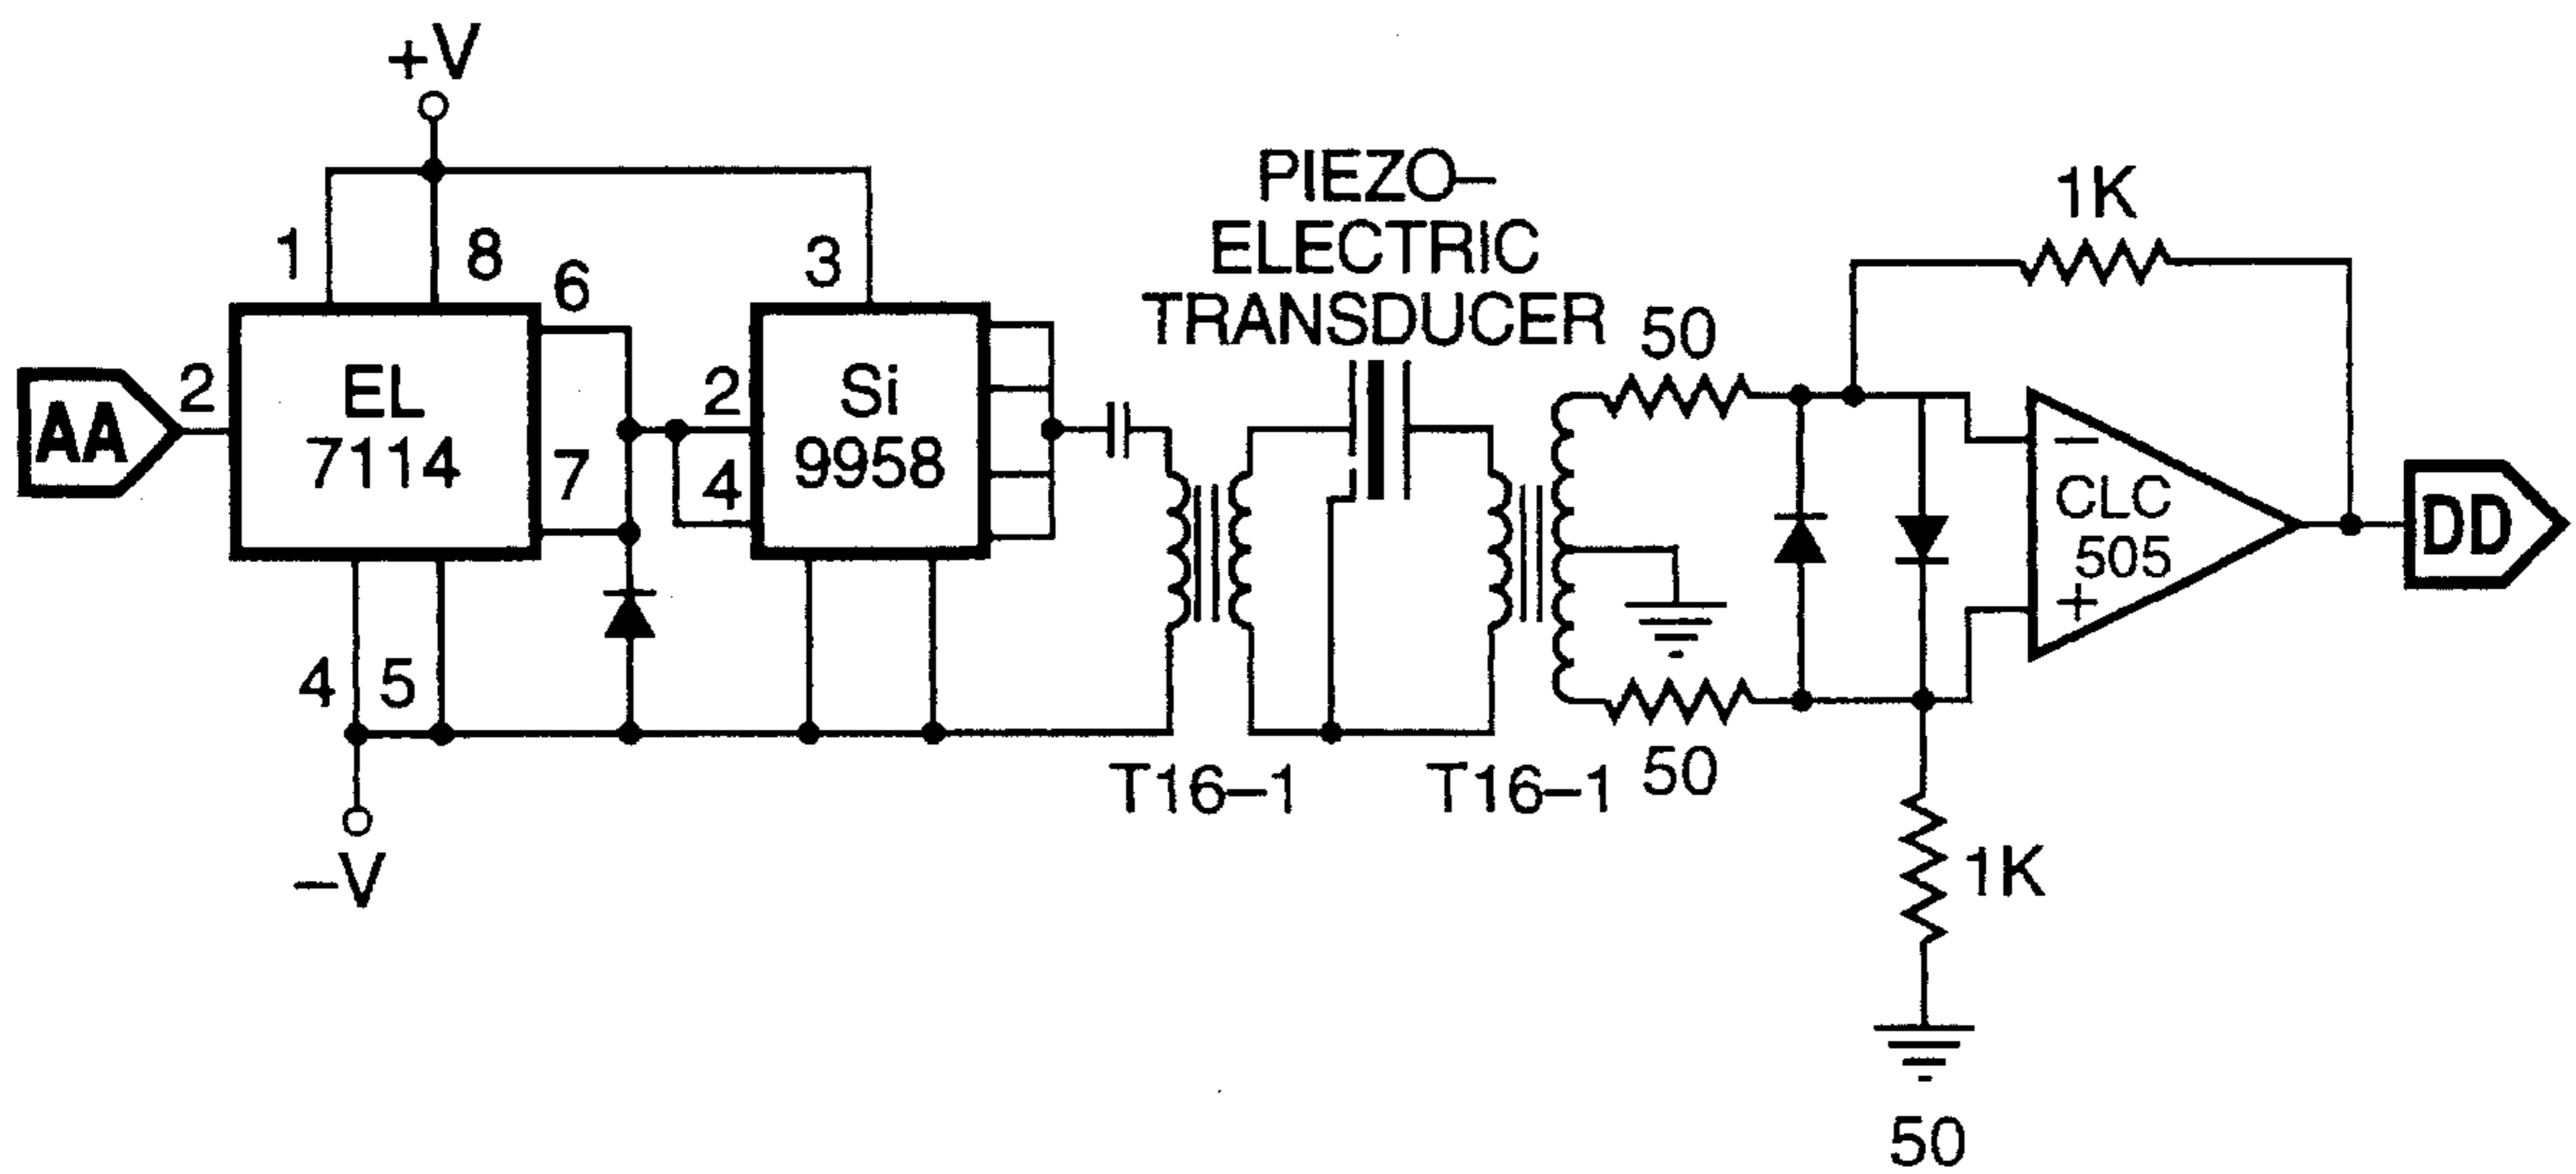 +V
1
8
6
3
AA
2
EL
7114
7
2
4
Si
9958
4
5
−V
PIEZO–
ELECTRIC
TRANSDUCER
T16–1
T16–1
50
50
1K
−
CLC
505
+
DD
1K
50